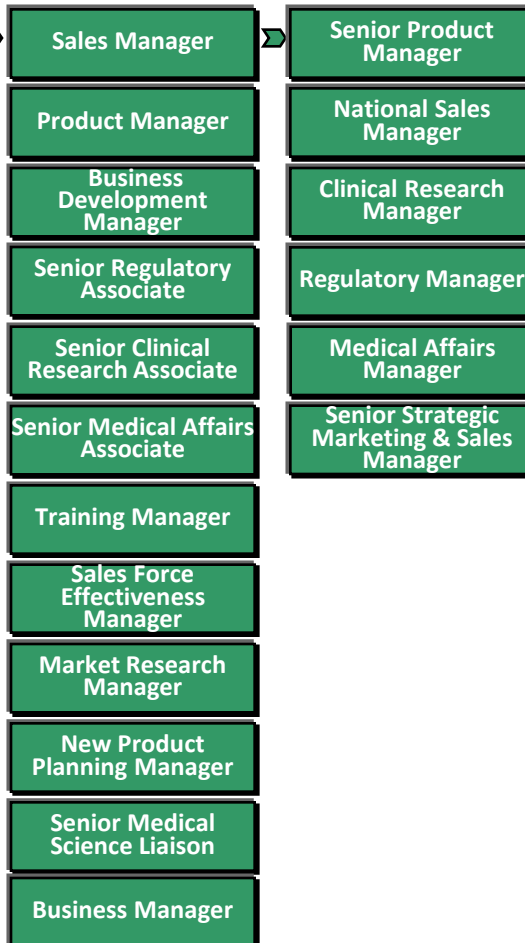 Sales Manager
Product Manager
Business
Development
Manager
Senior Regulatory
Associate
Senior Clinical
Research Associate
Senior Medical Affairs
Associate
Training Manager
Sales Force
Effectiveness
Manager
Market Research
Manager
New Product
Planning Manager
Senior Medical
Science Liaison
Business Manager
Senior Product
Manager
National Sales
Manager
Clinical Research
Manager
Regulatory Manager
Medical Affairs
Manager
Senior Strategic
Marketing & Sales
Manager